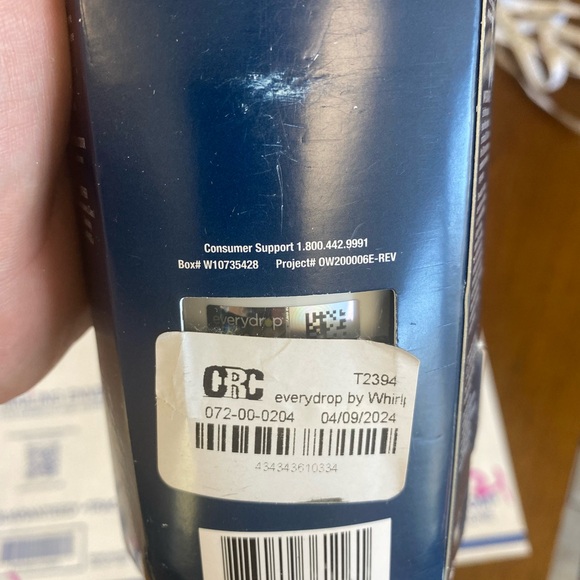 Consumer Support 1.800.442.9991
Box# W10735428 Project# OW200006E-REV
everydrop
CRC T2394
everydrop by Whirlp
072-00-0204 04/09/2024
434343610334